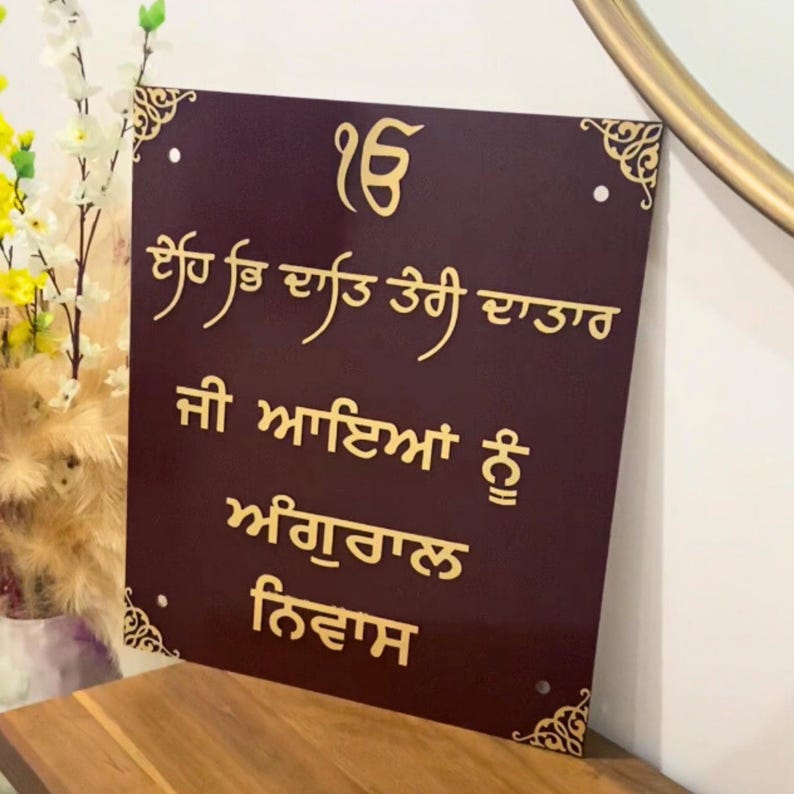 ੴ
ਏਹਿ ਭਿ ਦਾਤਿ ਤੇਰੀ ਦਾਤਾਰ
ਜੀ ਆਇਆਂ ਨੂੰ
ਅੰਗੁਰਾਲ
ਨਿਵਾਸ